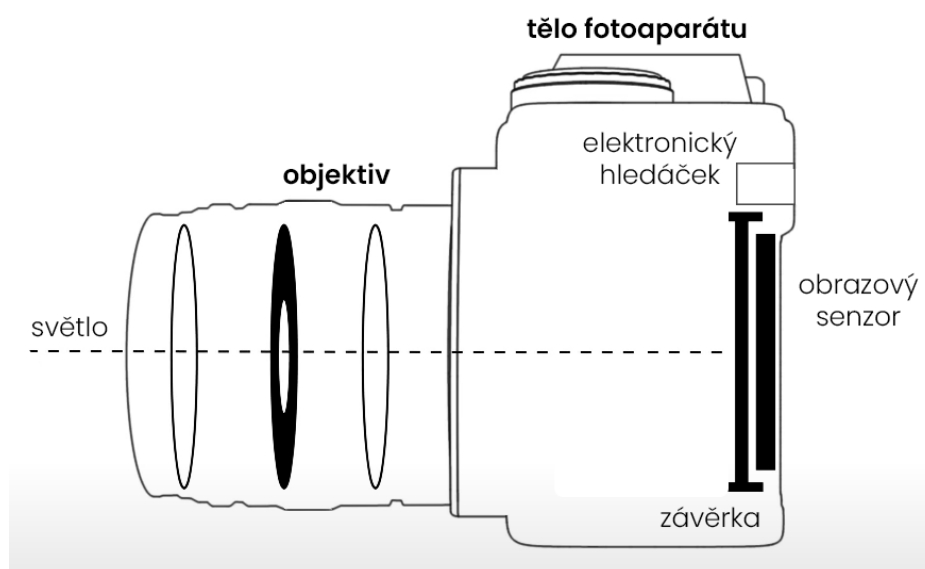 tělo fotoaparátu
elektronický
hledáček
objektiv
obrazový
senzor
světlo
závěrka